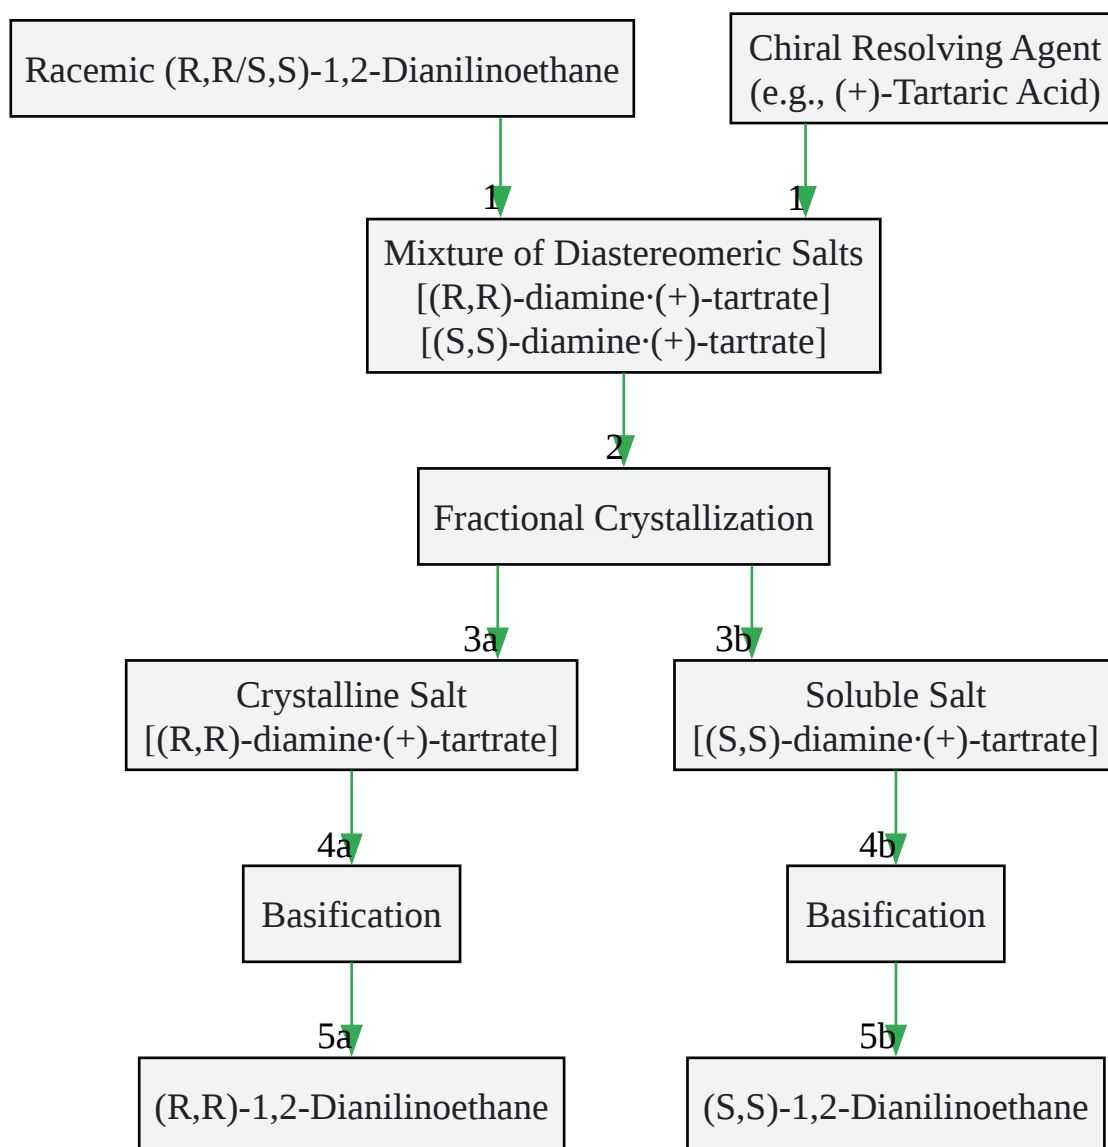 Racemic (R,R/S,S)-1,2-Dianilinoethane
Chiral Resolving Agent
(e.g., (+)-Tartaric Acid)
1
1
Mixture of Diastereomeric Salts
[(R,R)-diamine·(+)-tartrate]
[(S,S)-diamine·(+)-tartrate]
2
Fractional Crystallization
3a
3b
Crystalline Salt
[(R,R)-diamine·(+)-tartrate]
Soluble Salt
[(S,S)-diamine·(+)-tartrate]
4a
4b
Basification
Basification
5a
5b
(R,R)-1,2-Dianilinoethane
(S,S)-1,2-Dianilinoethane